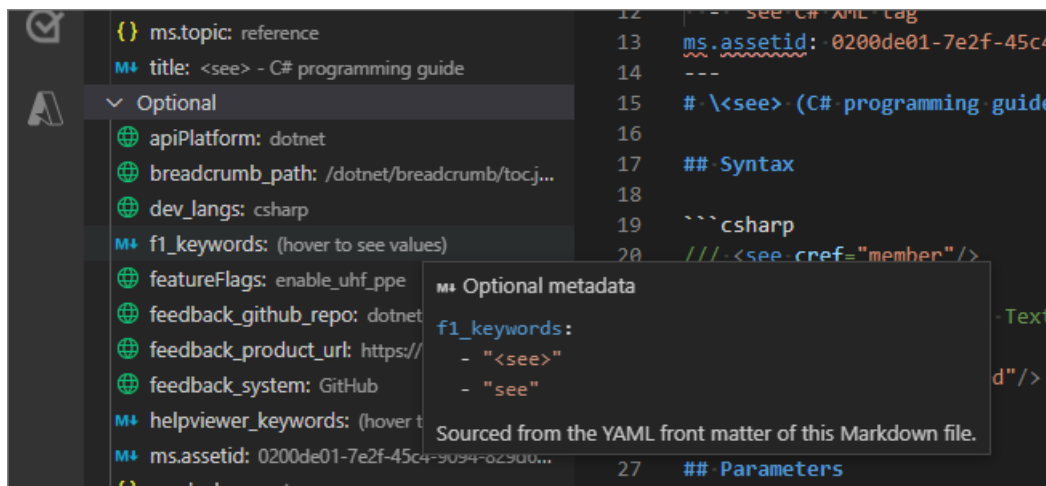 {} ms.topic: reference
M↓ title: <see> - C# programming guide
Optional
apiPlatform: dotnet
breadcrumb_path: /dotnet/breadcrumb/toc.j...
dev_langs: csharp
M↓ f1_keywords: (hover to see values)
featureFlags: enable_uhf_ppe
feedback_github_repo: dotnet
feedback_product_url: https://
feedback_system: GitHub
M↓ helpviewer_keywords: (hover t
M↓ ms.assetid: 0200de01-7e2f-45c4-9094-829d6...
M↓ Optional metadata
f1_keywords:
- "<see>"
- "see"
Sourced from the YAML front matter of this Markdown file.
12 - "see C# XML tag
13 ms.assetid: 0200de01-7e2f-45c4
14 ---
15 # \<see> (C# programming guide
16
17 ## Syntax
18
19 ```csharp
20 /// <see cref="member"/>
Text
d"/>
27 ## Parameters